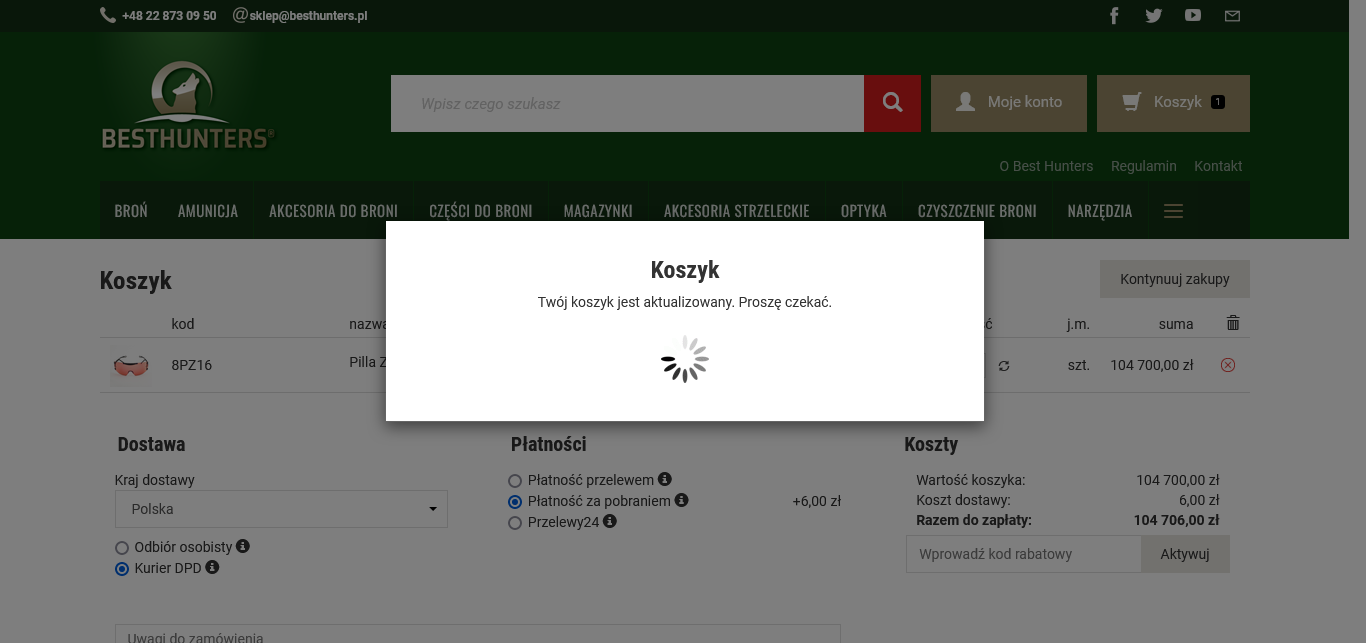 +48 22 873 09 50 @sklep@besthunters.pl
BESTHUNTERS®
Wpisz czego szukasz
Moje konto
Koszyk 1
O Best Hunters Regulamin Kontakt
BROŃ AMUNICJA AKCESORIA DO BRONI CZĘŚCI DO BRONI MAGAZYNKI AKCESORIA STRZELECKIE OPTYKA CZYSZCZENIE BRONI NARZĘDZIA
Koszyk
Twój koszyk jest aktualizowany. Proszę czekać.
Koszyk
Kontynuuj zakupy
kod j.m. suma
8PZ16 Pilla szt. 104 700,00 zł
Dostawa
Kraj dostawy
Polska
Odbiór osobisty
Kurier DPD
Płatności
Płatność przelewem
Płatność za pobraniem +6,00 zł
Przelewy24
Koszty
Wartość koszyka: 104 700,00 zł
Koszt dostawy: 6,00 zł
Razem do zapłaty: 104 706,00 zł
Wprowadź kod rabatowy Aktywuj
Uwagi do zamówienia